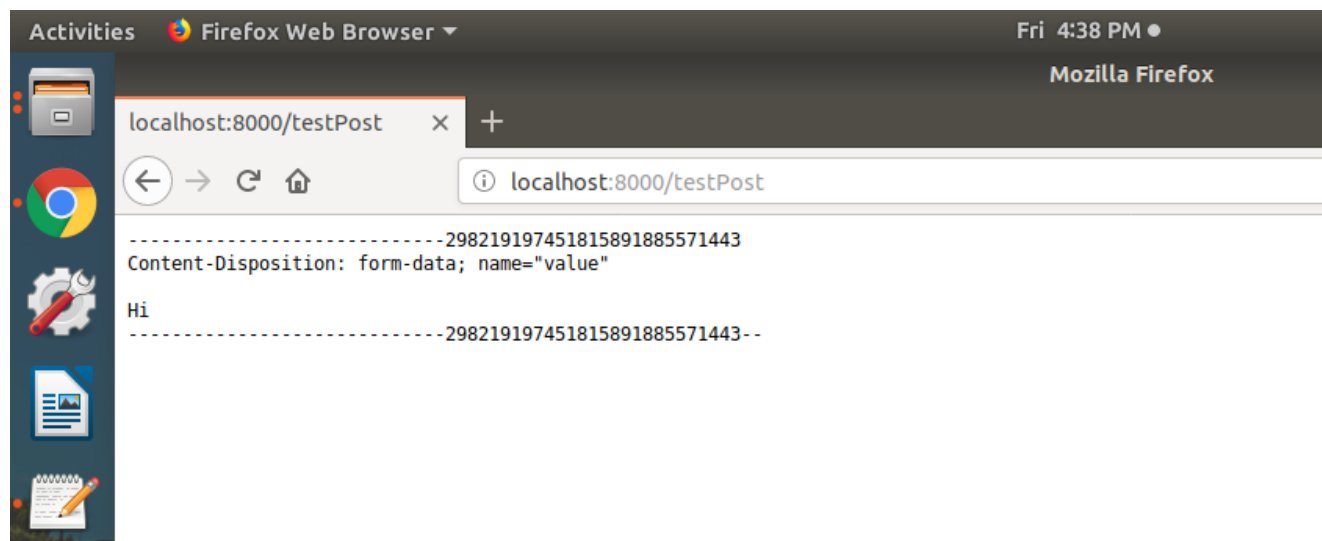 Activities Firefox Web Browser Fri 4:38 PM
Mozilla Firefox
localhost:8000/testPost
localhost:8000/testPost
-----------------------------298219197451815891885571443
Content-Disposition: form-data; name="value"
Hi
-----------------------------298219197451815891885571443--